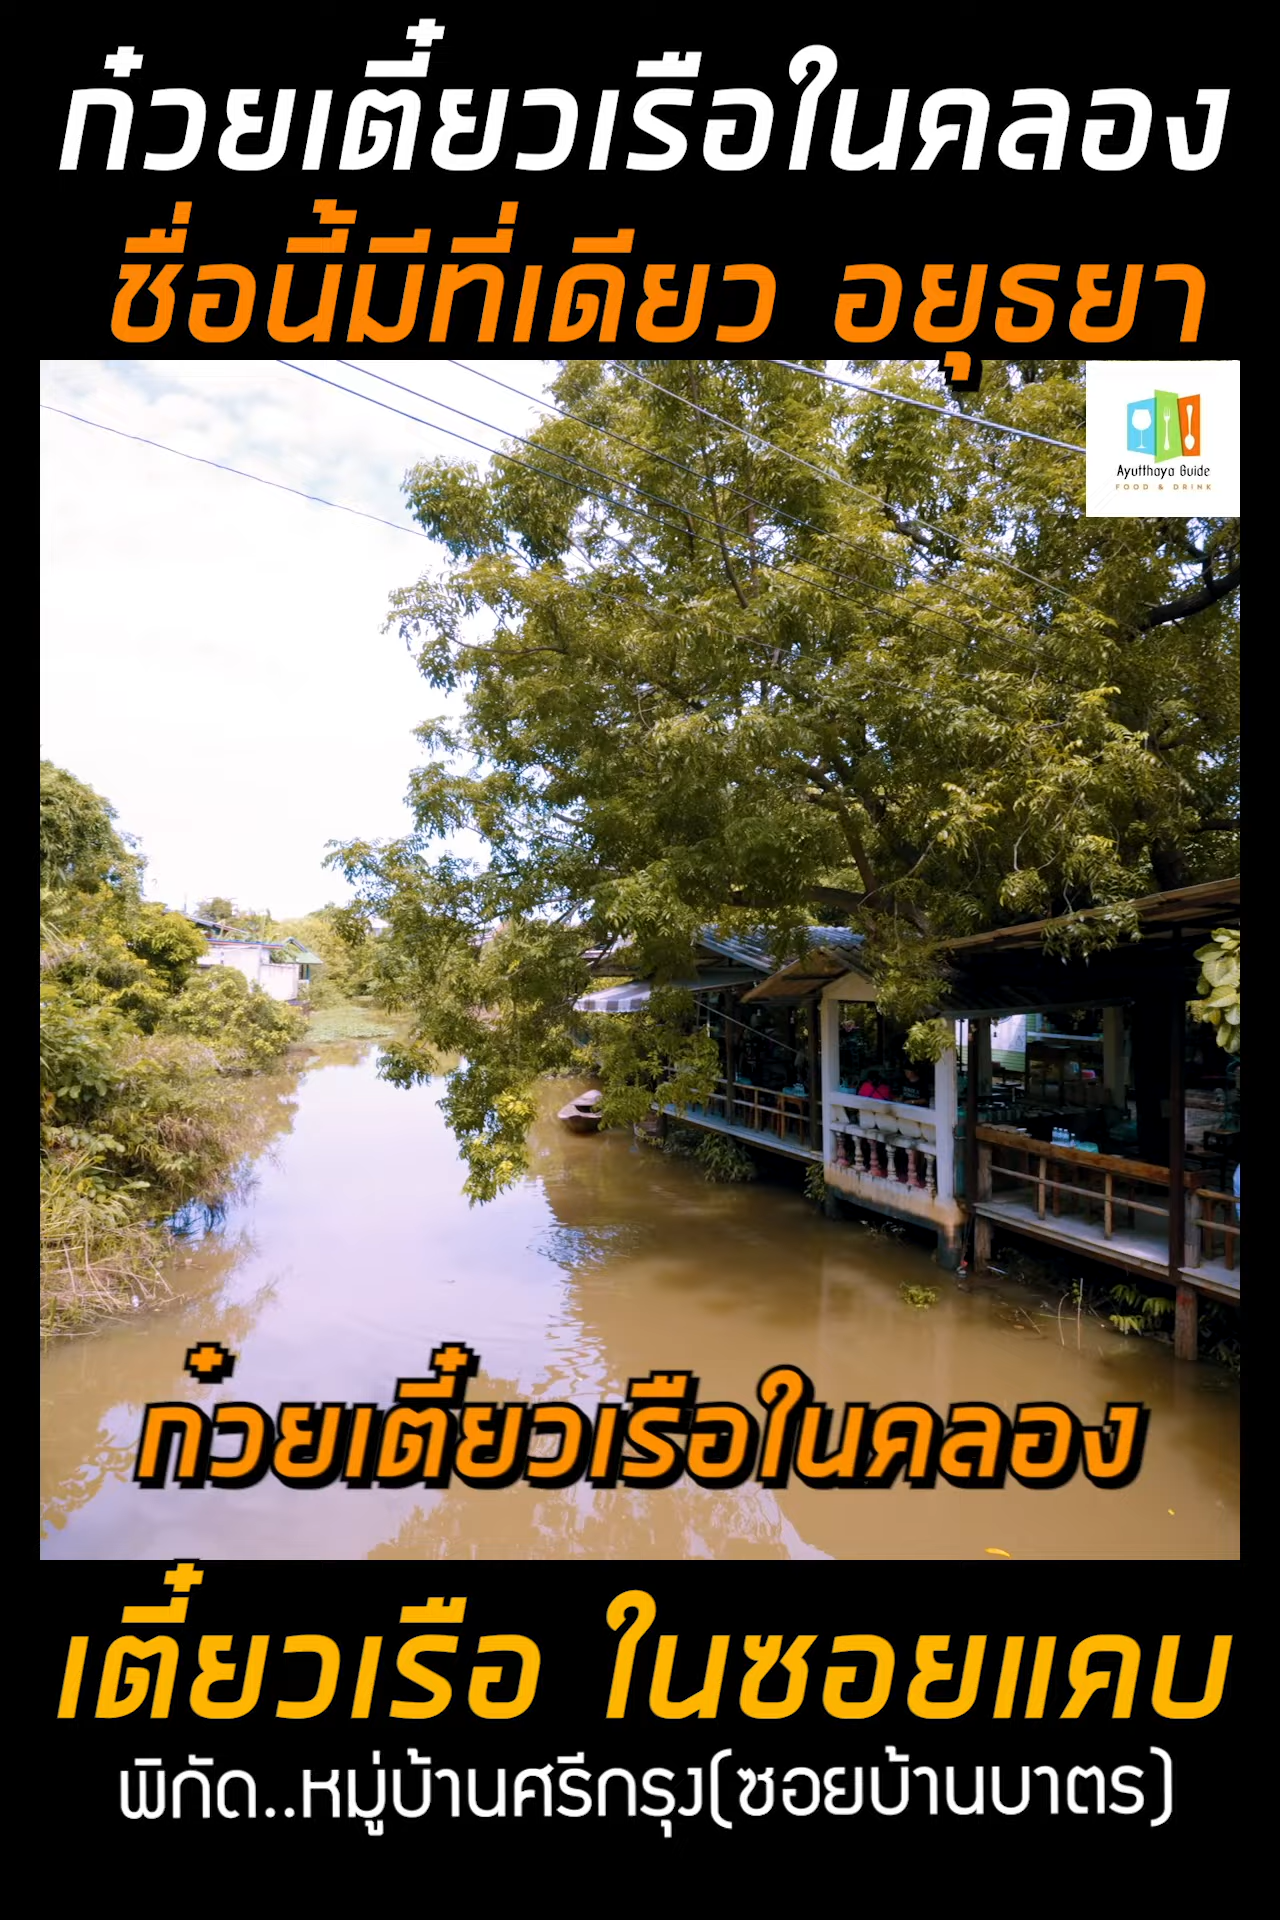 ก๋วยเตี๋ยวเรือในคลอง
ชื่อนี้มีที่เดียว อยุธยา
Ayutthaya Guide
FOOD & DRINK
ก๋วยเตี๋ยวเรือในคลอง
เตี๋ยวเรือ ในซอยแคบ
พิกัด..หมู่บ้านศรีกรุง(ซอยบ้านบาตร)